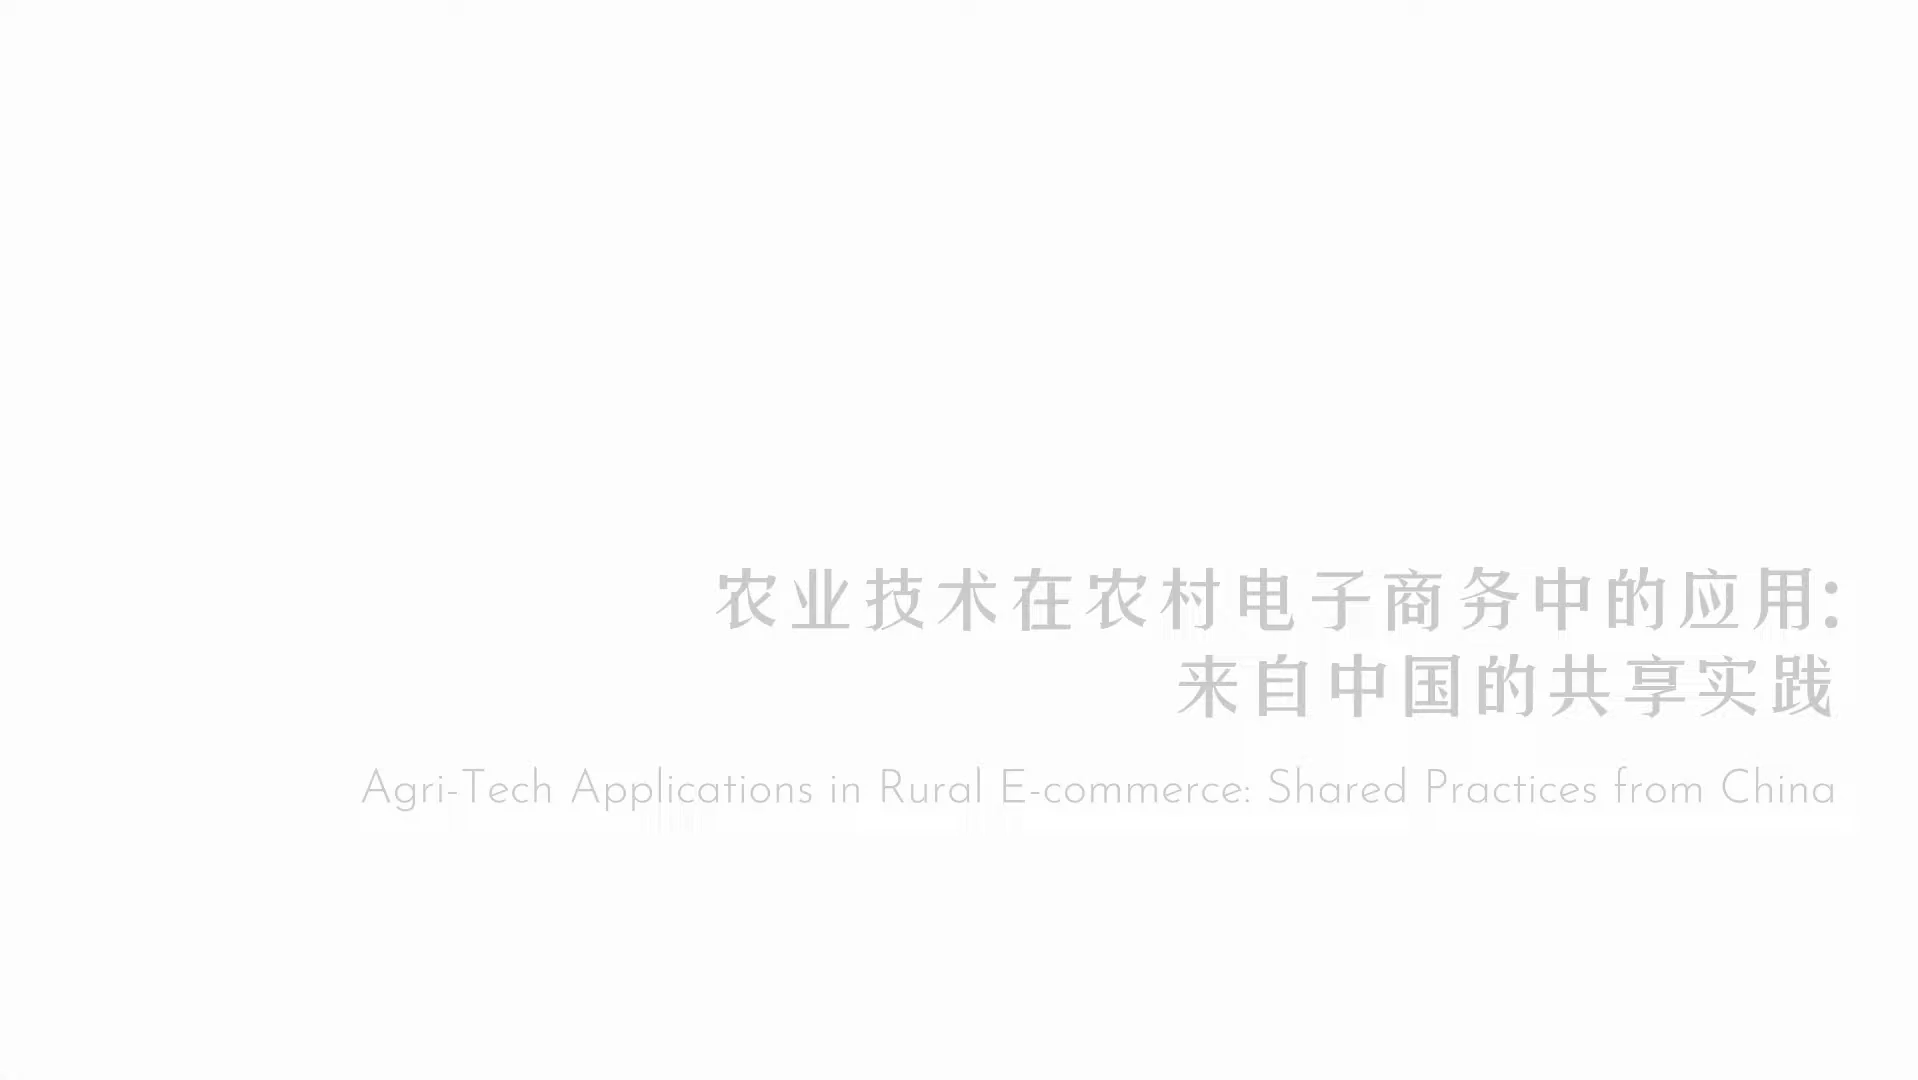 农业技术在农村电子商务中的应用:
来自中国的共享实践
Agri-Tech Applications in Rural E-commerce: Shared Practices from China